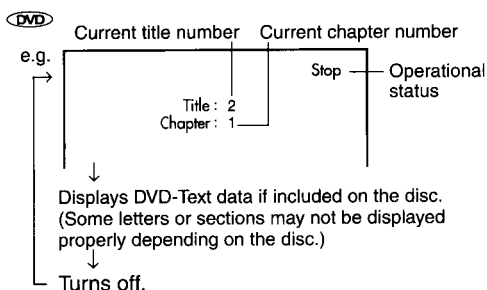 DVD
Current title number Current chapter number
e.g.
Stop
Operational
status
Title : 2
Chapter : 1
Displays DVD-Text data if included on the disc.
(Some letters or sections may not be displayed
properly depending on the disc.)
Turns off.